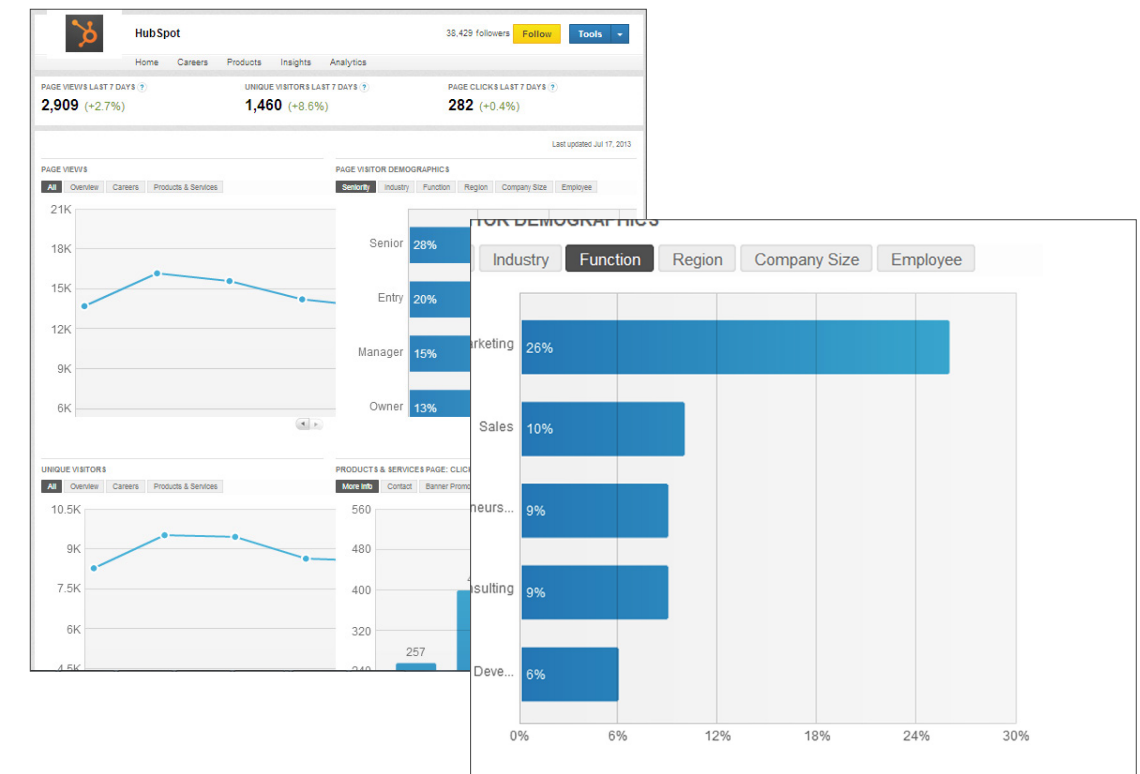 HubSpot
38,429 followers Follow Tools
Home Careers Products Insights Analytics
PAGE VIEWS LAST 7 DAYS ? UNIQUE VISITORS LAST 7 DAYS ? PAGE CLICKS LAST 7 DAYS ?
2,909 (+2.7%) 1,460 (+8.6%) 282 (+0.4%)
Last updated Jul 17, 2013
PAGE VIEWS
All Overview Careers Products & Services
21K
18K
15K
12K
9K
6K
PAGE VISITOR DEMOGRAPHICS
Seniority Industry Function Region Company Size Employee
Senior 28%
Entry 20%
Manager 15%
Owner 13%
UNIQUE VISITORS
All Overview Careers Products & Services
10.5K
9K
7.5K
6K
4.5K
PRODUCTS & SERVICES PAGE: CLIC
More Info Contact Banner Promo
560
480
400
320
240
257
4
TOR DEMOGRAPHICS
Industry Function Region Company Size Employee
rketing 26%
Sales 10%
neurs... 9%
nsulting 9%
Deve... 6%
0% 6% 12% 18% 24% 30%